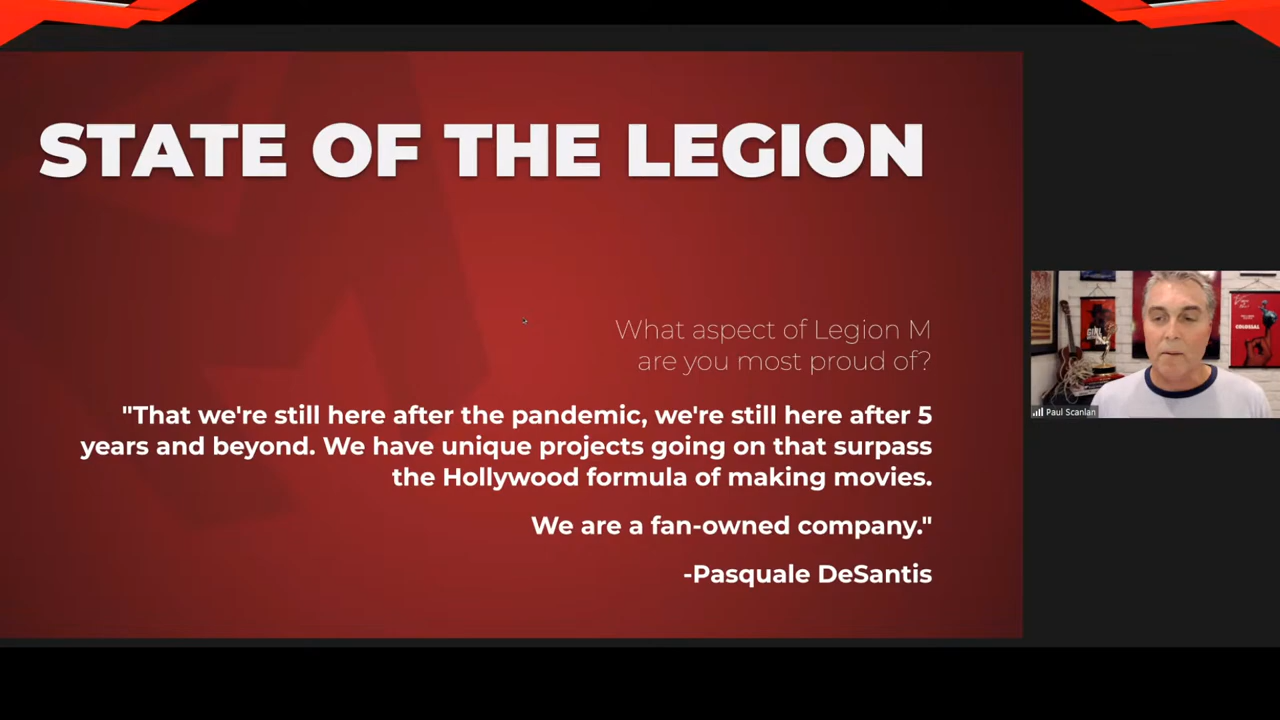 STATE OF THE LEGION
What aspect of Legion M
are you most proud of?
"That we're still here after the pandemic, we're still here after 5
years and beyond. We have unique projects going on that surpass
the Hollywood formula of making movies.
We are a fan-owned company."
-Pasquale DeSantis
GIRL
COLOSSAL
Paul Scanlan